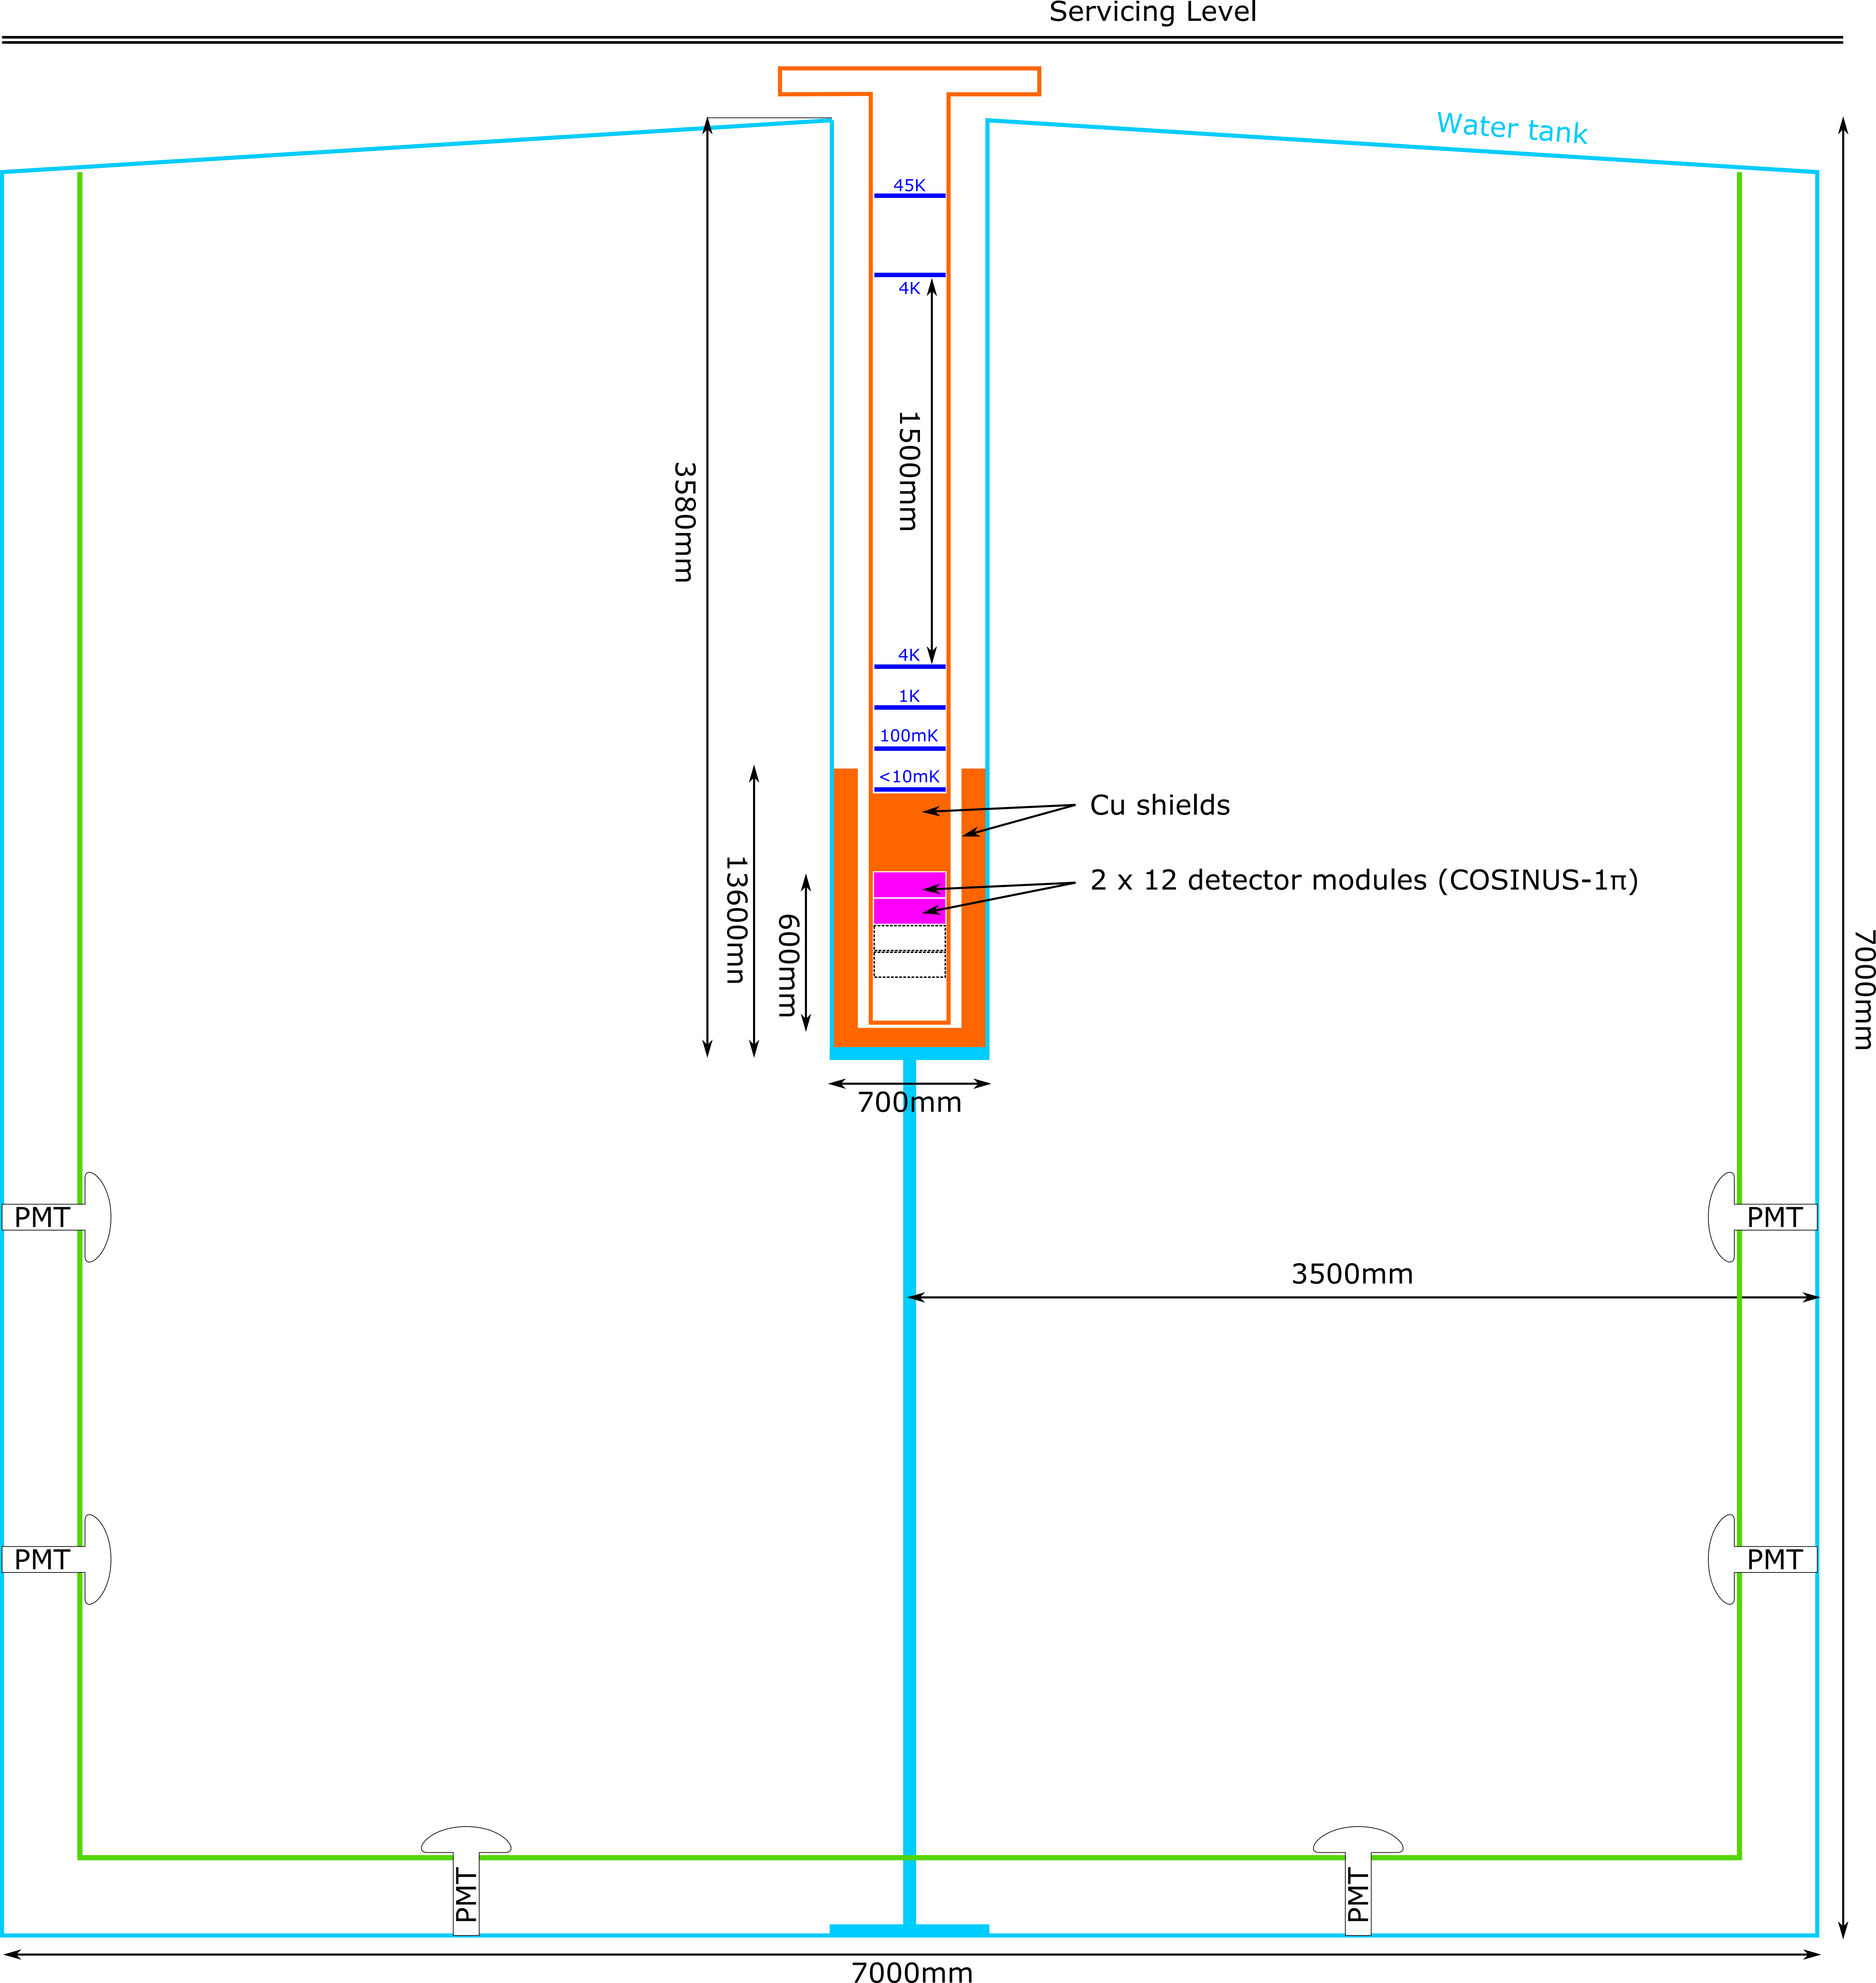 Servicing Level
Water tank
45K
4K
1500mm
3580mm
4K
1K
100mK
<10mK
Cu shields
2 x 12 detector modules (COSINUS-1π)
13600mn
600mm
7000mm
700mm
PMT
PMT
3500mm
PMT
PMT
PMT
PMT
7000mm